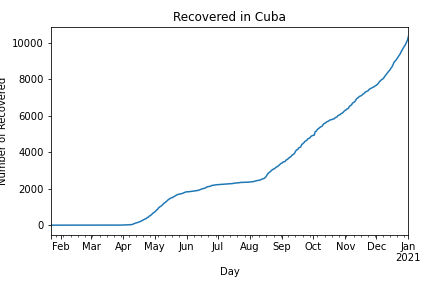 Recovered in Cuba
Number of Recovered
10000
8000
6000
4000
2000
0
Feb Mar Apr May Jun Jul Aug Sep Oct Nov Dec Jan
2021
Day